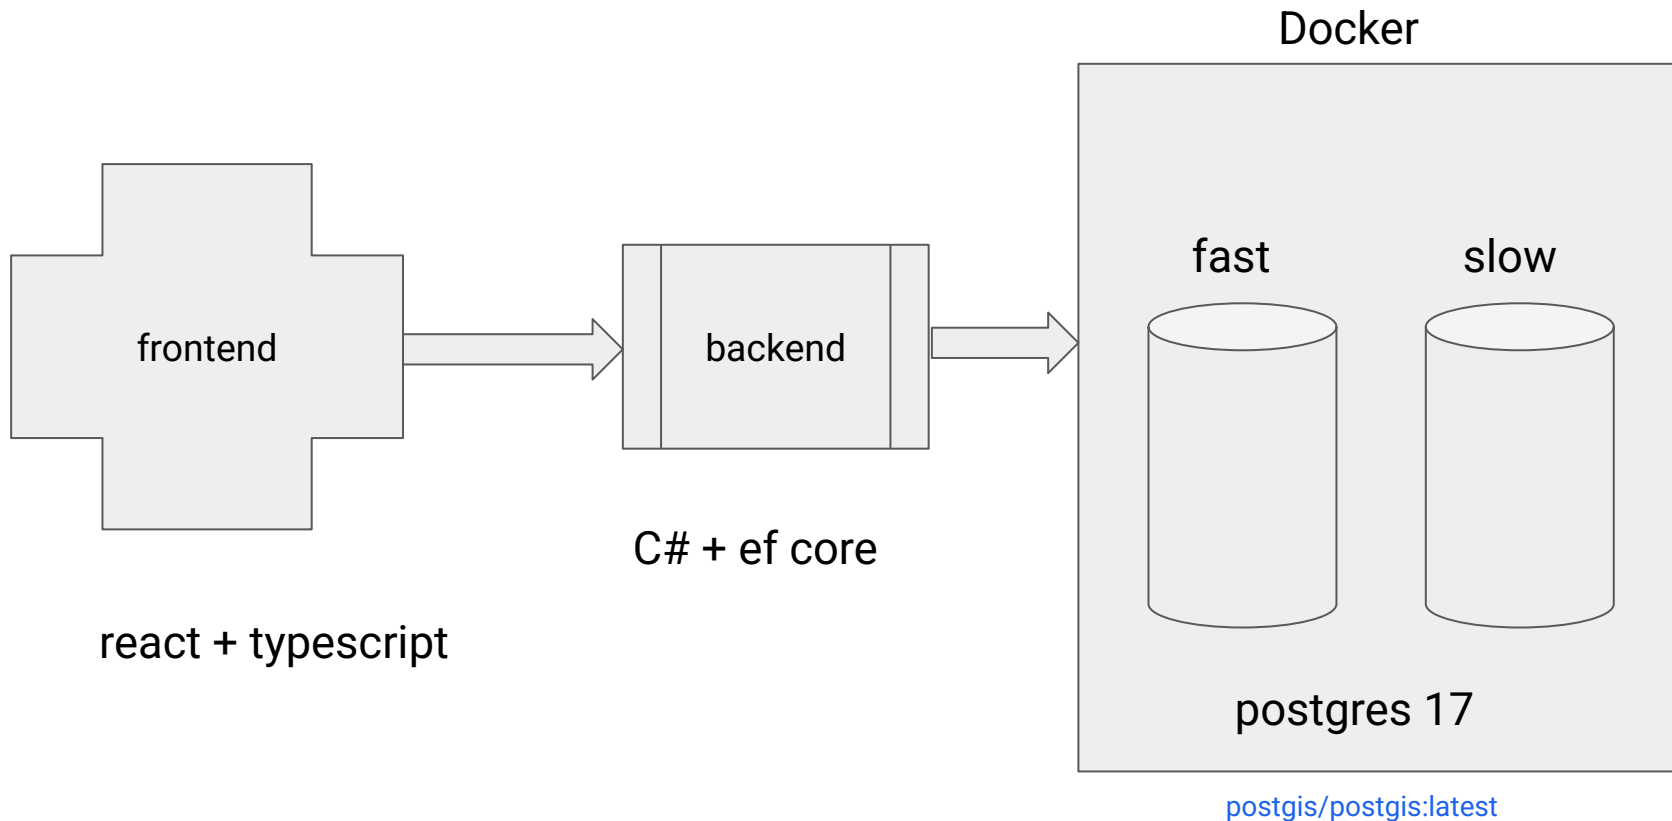 Docker
fast
slow
frontend
backend
C# + ef core
react + typescript
postgres 17
postgis/postgis:latest